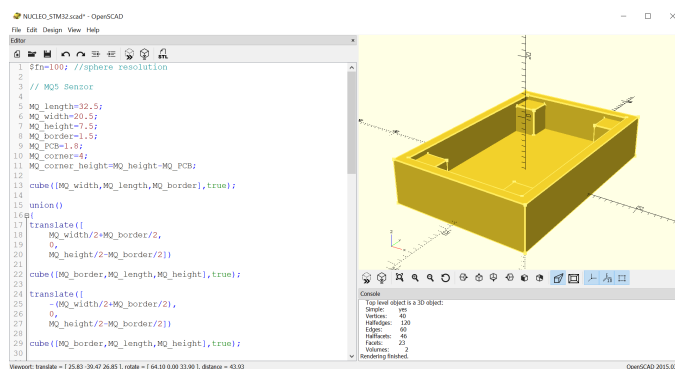 NUCLEO_STM32.scad* - OpenSCAD
File Edit Design View Help
Editor
STL
1 $fn=100; //sphere resolution
2
3 // MQ5 Senzor
4
5 MQ_length=32.5;
6 MQ_width=20.5;
7 MQ_height=7.5;
8 MQ_border=1.5;
9 MQ_PCB=1.8;
10 MQ_corner=4;
11 MQ_corner_height=MQ_height-MQ_PCB;
12
13 cube([MQ_width,MQ_length,MQ_border],true);
14
15 union()
16 {
17 translate([
18 MQ_width/2+MQ_border/2,
19 0,
20 MQ_height/2-MQ_border/2])
21
22 cube([MQ_border,MQ_length,MQ_height],true);
23
24 translate([
25 -(MQ_width/2+MQ_border/2),
26 0,
27 MQ_height/2-MQ_border/2])
28
29 cube([MQ_border,MQ_length,MQ_height],true);
30
Console
Top level object is a 3D object:
Simple: yes
Vertices: 40
Halfedges: 120
Edges: 60
Halffacets: 46
Facets: 23
Volumes: 2
Rendering finished.
Viewport: translate = [ 25.83 -39.47 26.85 ], rotate = [ 64.10 0.00 33.90 ], distance = 43.93
OpenSCAD 2015.03